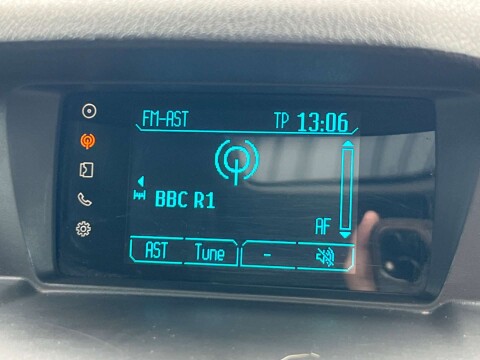 FM-AST TP 13:06
BBC R1
AF
AST Tune -